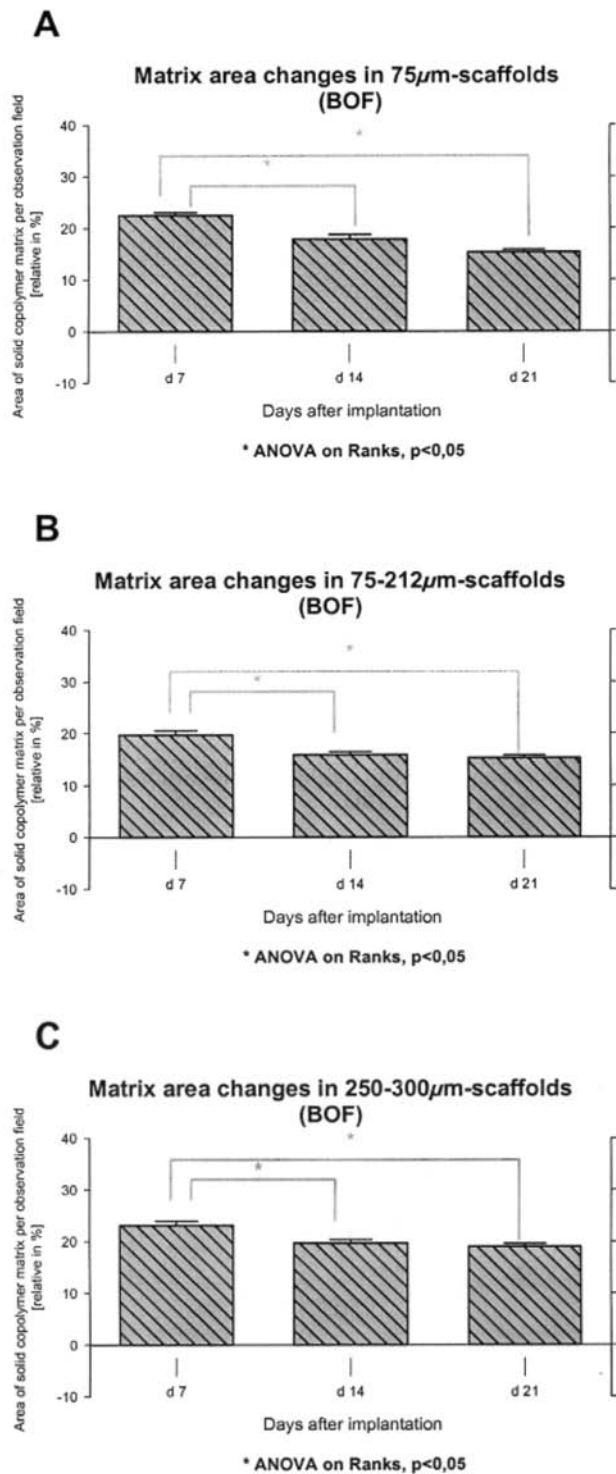 A
Matrix area changes in 75µm-scaffolds
(BOF)
Area of solid copolymer matrix per observation field
[relative in %]
40
30
20
10
0
-10
*
*
d 7
d 14
d 21
Days after implantation
* ANOVA on Ranks, p<0,05
B
Matrix area changes in 75-212µm-scaffolds
(BOF)
Area of solid copolymer matrix per observation field
[relative in %]
40
30
20
10
0
-10
*
*
d 7
d 14
d 21
Days after implantation
* ANOVA on Ranks, p<0,05
C
Matrix area changes in 250-300µm-scaffolds
(BOF)
Area of solid copolymer matrix per observation field
[relative in %]
40
30
20
10
0
-10
*
*
d 7
d 14
d 21
Days after implantation
* ANOVA on Ranks, p<0,05